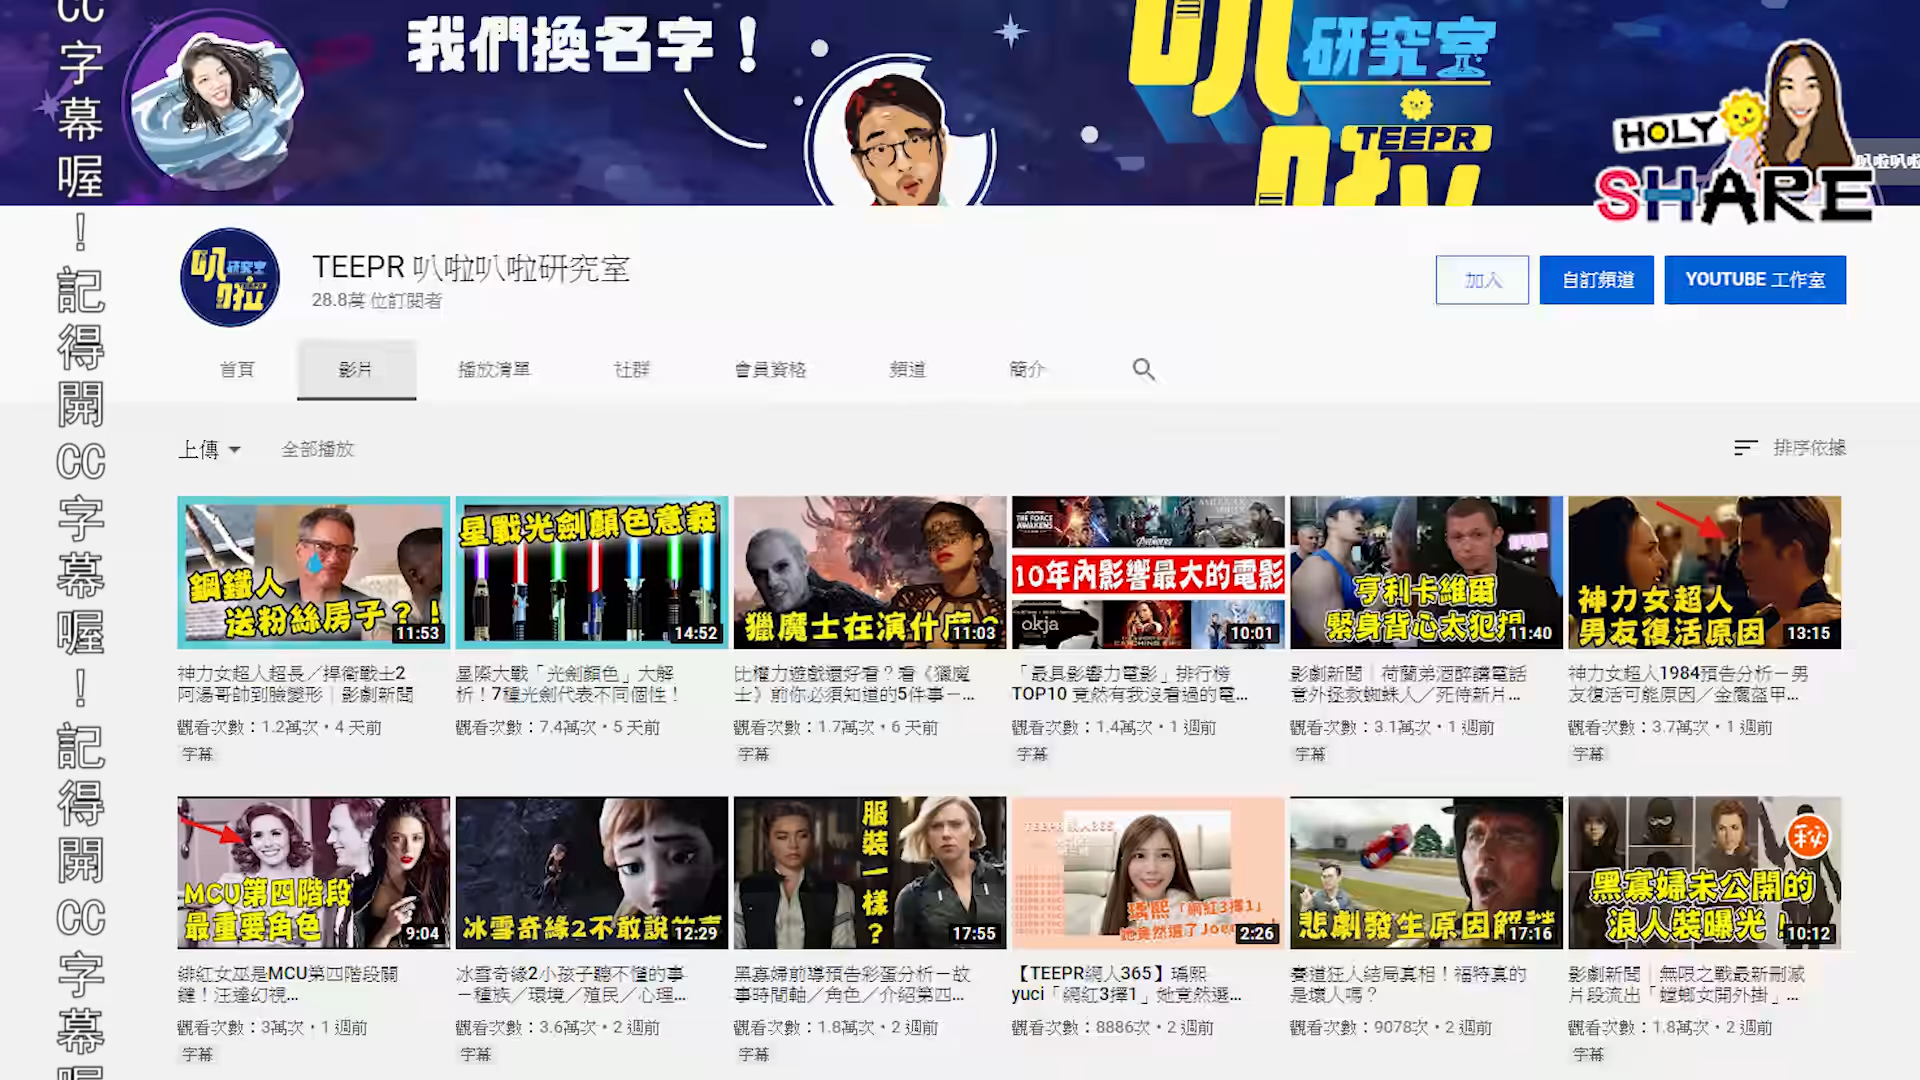 我們換名字！
叭研究室
TEEPR
啦
HOLY
SHARE
CC字幕喔！記得開CC字幕喔！記得開CC字幕喔
TEEPR 叭啦叭啦研究室
28.8萬 位訂閱者
加入
自訂頻道
YOUTUBE 工作室
首頁
影片
播放清單
社群
會員資格
頻道
簡介
上傳
全部播放
排序依據
鋼鐵人
送粉絲房子？！
11:53
星戰光劍顏色意義
14:52
獵魔士在演什麼？
11:03
THE FORCE AWAKENS
AVENGERS
10年內影響最大的電影
okja
10:01
亨利卡維爾
緊身背心太犯規
11:40
神力女超人
男友復活原因
13:15
神力女超人超長／捍衛戰士2
阿湯哥帥到臉變形｜影劇新聞
觀看次數：1.2萬次・4 天前
字幕
星際大戰「光劍顏色」大解
析！7種光劍代表不同個性！
觀看次數：7.4萬次・5 天前
比權力遊戲還好看？看《獵魔
士》前你必須知道的5件事－...
觀看次數：1.7萬次・6 天前
字幕
「最具影響力電影」排行榜
TOP10 竟然有我沒看過的電...
觀看次數：1.4萬次・1 週前
字幕
影劇新聞｜荷蘭弟酒醉講電話
意外拯救蜘蛛人／死侍新片...
觀看次數：3.1萬次・1 週前
字幕
神力女超人1984預告分析－男
友復活可能原因／金鷹盔甲...
觀看次數：3.7萬次・1 週前
字幕
MCU第四階段
最重要角色
9:04
冰雪奇緣2不敢說的事
12:29
服裝一樣？
17:55
瑀熙「網紅3擇1」
她竟然選了Joe
2:26
悲劇發生原因解謎
17:16
秘
黑寡婦未公開的
浪人裝曝光！
10:12
緋紅女巫是MCU第四階段關
鍵！汪達幻視...
觀看次數：3萬次・1 週前
字幕
冰雪奇緣2小孩子聽不懂的事
－種族／環境／殖民／心理...
觀看次數：3.6萬次・2 週前
字幕
黑寡婦前導預告彩蛋分析－故
事時間軸／角色／介紹第四...
觀看次數：1.8萬次・2 週前
字幕
【TEEPR網人365】瑀熙
yuci「網紅3擇1」她竟然選...
觀看次數：8886次・2 週前
賽道狂人結局真相！福特真的
是壞人嗎？
觀看次數：9078次・2 週前
影劇新聞｜無限之戰最新刪減
片段流出「螳螂女開外掛」...
觀看次數：1.8萬次・2 週前
字幕